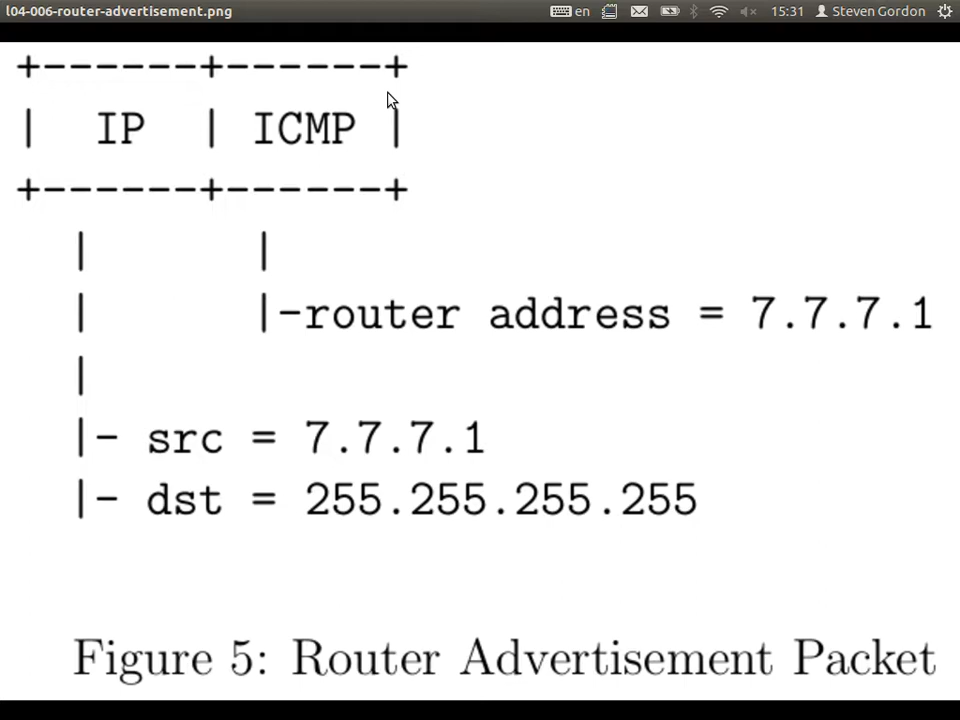 l04-006-router-advertisement.png en 15:31 Steven Gordon
+------+------+
| IP | ICMP |
+------+------+
| |
| |-router address = 7.7.7.1
|
|- src = 7.7.7.1
|- dst = 255.255.255.255
Figure 5: Router Advertisement Packet